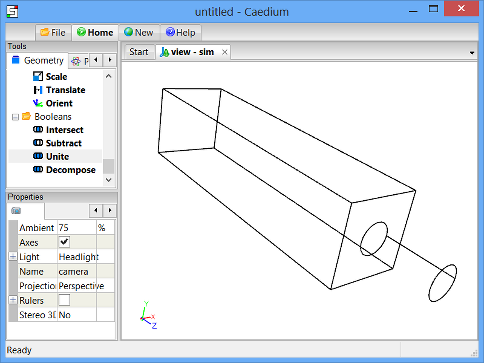 untitled - Caedium
File Home New Help
Tools
Geometry
Start view - sim
Scale
Translate
Orient
Booleans
Intersect
Subtract
Unite
Decompose
Properties
Ambient 75 %
Axes
Light Headlight
Name camera
Projection Perspective
Rulers
Stereo 3D No
Y
X
Z
Ready